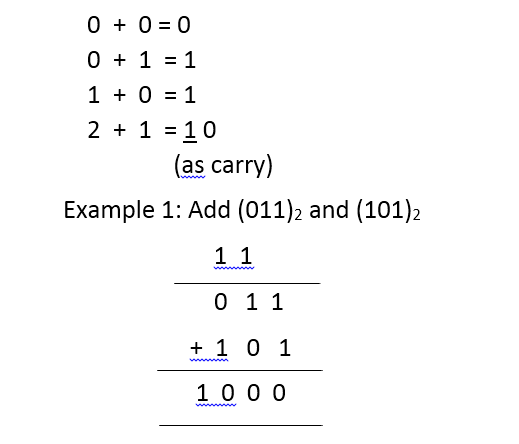 0 + 0 = 0
0 + 1 = 1
1 + 0 = 1
2 + 1 = 1 0
(as carry)
Example 1: Add (011)₂ and (101)₂
1 1
0 1 1
+ 1 0 1
1 0 0 0